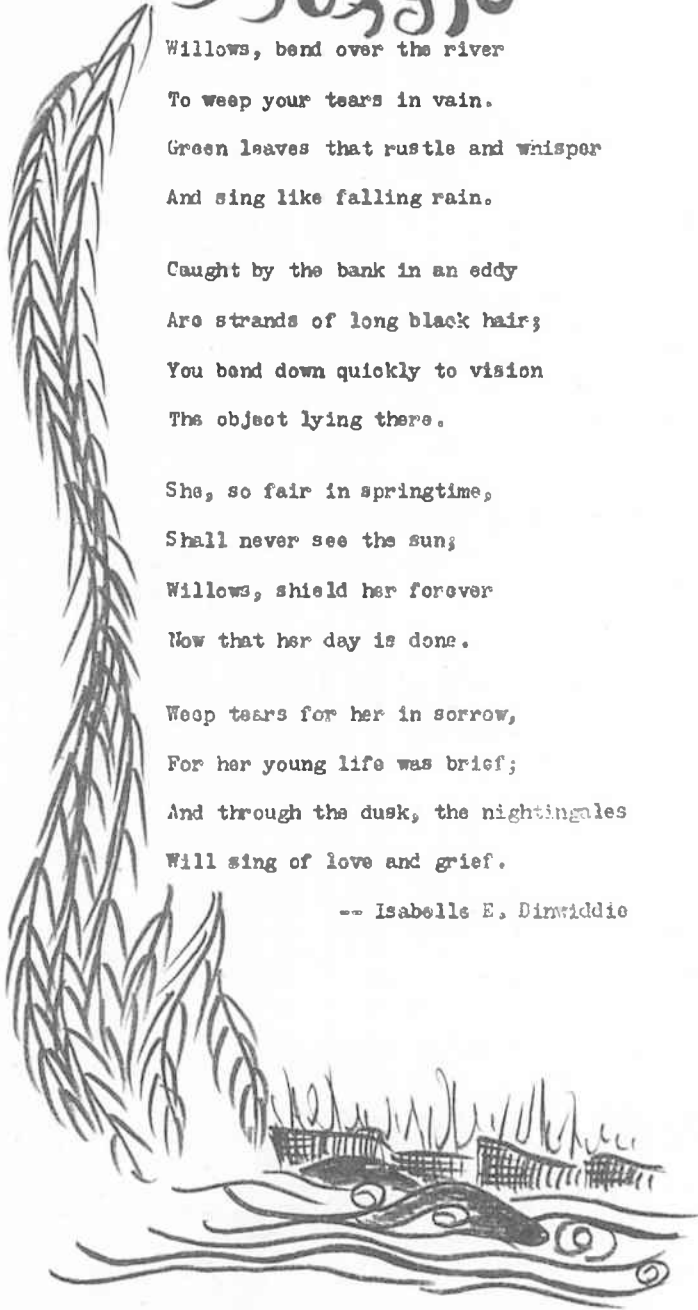 Willows, bend over the river
To weep your tears in vain.
Green leaves that rustle and whisper
And sing like falling rain.
Caught by the bank in an eddy
Are strands of long black hair;
You bend down quickly to vision
The object lying there.
She, so fair in springtime,
Shall never see the sun;
Willows, shield her forever
Now that her day is done.
Weep tears for her in sorrow,
For her young life was brief;
And through the dusk, the nightingales
Will sing of love and grief.
-- Isabelle E. Dinwiddie